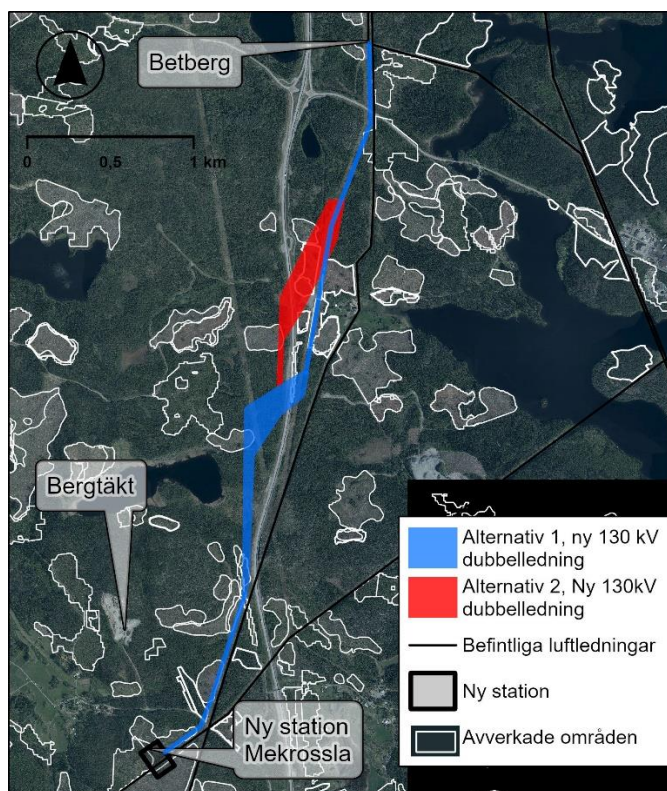 Betberg
0
0,5
1 km
Bergtäkt
Ny station
Mekrossla
Alternativ 1, ny 130 kV
dubbelledning
Alternativ 2, Ny 130kV
dubbelledning
Befintliga luftledningar
Ny station
Avverkade områden